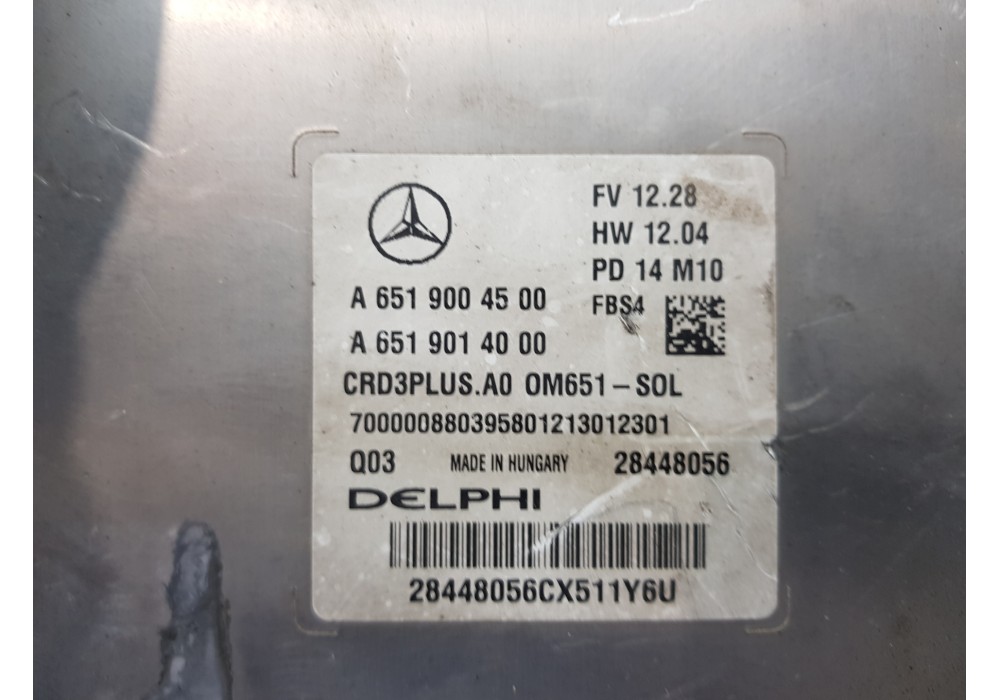 FV 12.28
HW 12.04
PD 14 M10
A 651 900 45 00
FBS4
A 651 901 40 00
CRD3PLUS.A0 OM651-SOL
700000880395801213012301
Q03 MADE IN HUNGARY 28448056
DELPHI
28448056CX511Y6U